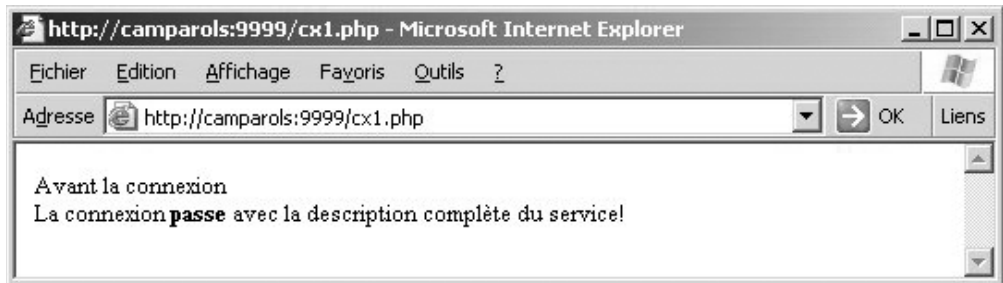 http://camparols:9999/cx1.php - Microsoft Internet Explorer
Fichier Edition Affichage Favoris Outils ?
Adresse http://camparols:9999/cx1.php OK Liens
Avant la connexion
La connexion passe avec la description complète du service!